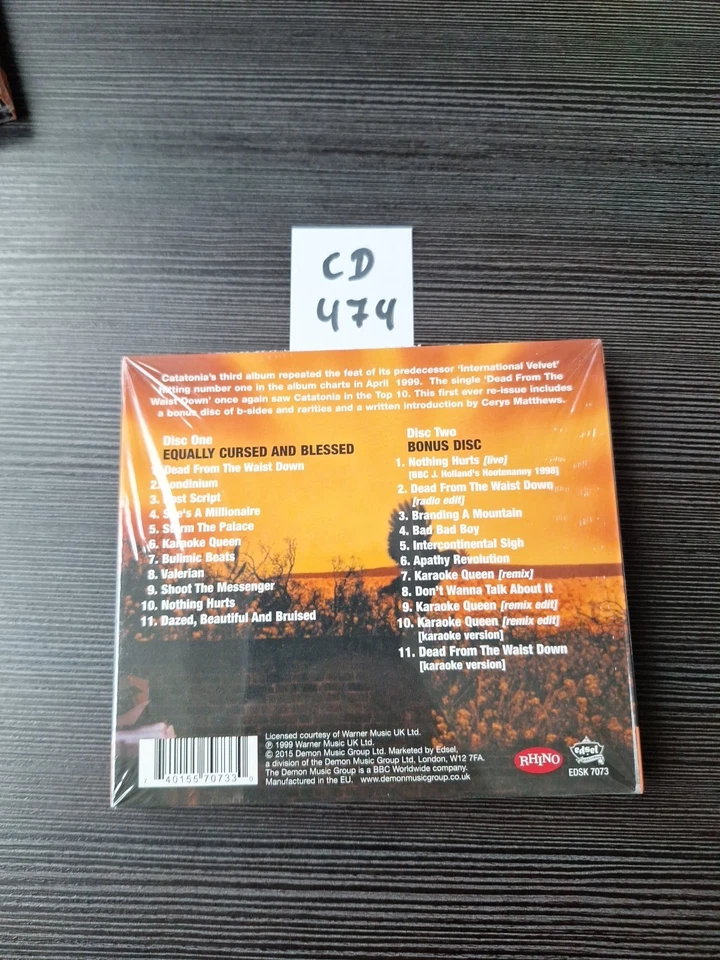 CD
474
Catatonia's third album repeated the feat of its predecessor 'International Velvet'
hitting number one in the album charts in April 1999. The single 'Dead From The
Waist Down' once again saw Catatonia in the Top 10. This first ever re-issue includes
a bonus disc of b-sides and rarities and a written introduction by Cerys Matthews.
Disc One
EQUALLY CURSED AND BLESSED
1. Dead From The Waist Down
2. Londinium
3. Post Script
4. She's A Millionaire
5. Storm The Palace
6. Karaoke Queen
7. Bulimic Beats
8. Valerian
9. Shoot The Messenger
10. Nothing Hurts
11. Dazed, Beautiful And Bruised
Disc Two
BONUS DISC
1. Nothing Hurts [live]
[BBC J. Holland's Hootenanny 1998]
2. Dead From The Waist Down
[radio edit]
3. Branding A Mountain
4. Bad Bad Boy
5. Intercontinental Sigh
6. Apathy Revolution
7. Karaoke Queen [remix]
8. Don't Wanna Talk About It
9. Karaoke Queen [remix edit]
10. Karaoke Queen [remix edit]
[karaoke version]
11. Dead From The Waist Down
[karaoke version]
Licensed courtesy of Warner Music UK Ltd.
℗ 1999 Warner Music UK Ltd.
© 2015 Demon Music Group Ltd. Marketed by Edsel,
a division of the Demon Music Group Ltd. London, W12 7FA.
The Demon Music Group is a BBC Worldwide company.
Manufactured in the EU. www.demonmusicgroup.co.uk
7 40155 70733 0
RHINO
edsel
EDSK 7073